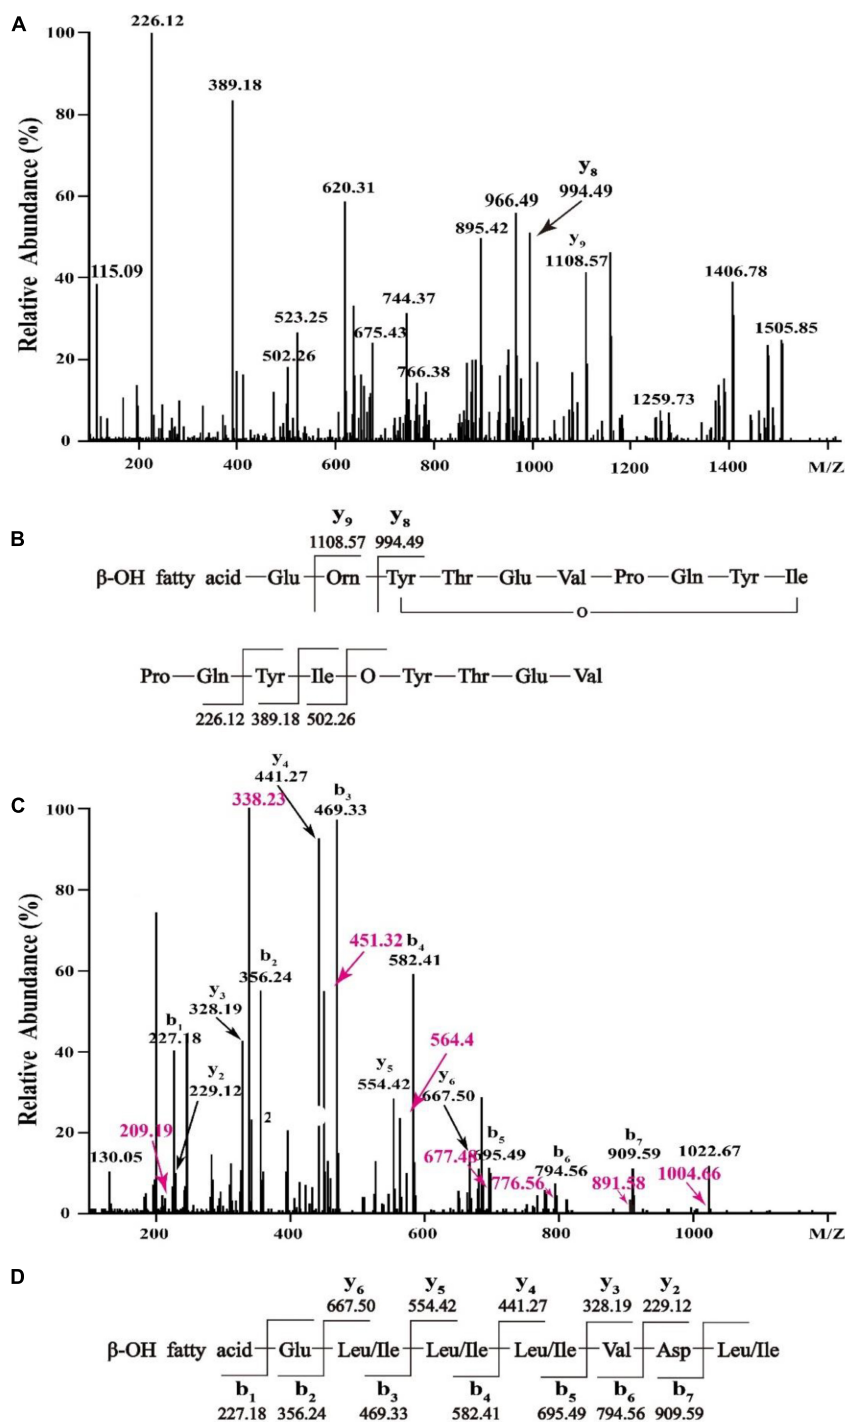 A
226.12
100
389.18
80
y8
994.49
620.31
966.49
60
895.42
y9
1108.57
115.09
1406.78
744.37
40
523.25
1505.85
675.43
502.26
766.38
20
1259.73
0
200 400 600 800 1000 1200 1400 M/Z
Relative Abundance (%)
B
y9 y8
1108.57 994.49
β-OH fatty acid Glu Orn Tyr Thr Glu Val Pro Gln Tyr Ile
O
Pro Gln Tyr Ile O Tyr Thr Glu Val
226.12 389.18 502.26
C
y4
441.27
338.23
b3
469.33
100
80
451.32
b4
582.41
b2
356.24
60
y3
328.19
b1
227.18
564.4
y2
229.12
y5
554.42
y6
667.50
40
2
209.19
20
130.05
677.48
b5
695.49
b6
794.56
b7
909.59
1022.67
776.56
891.58
1004.66
0
200 400 600 800 1000 M/Z
Relative Abundance (%)
D
y6 y5 y4 y3 y2
667.50 554.42 441.27 328.19 229.12
β-OH fatty acid Glu Leu/Ile Leu/Ile Leu/Ile Val Asp Leu/Ile
b1 b2 b3 b4 b5 b6 b7
227.18 356.24 469.33 582.41 695.49 794.56 909.59